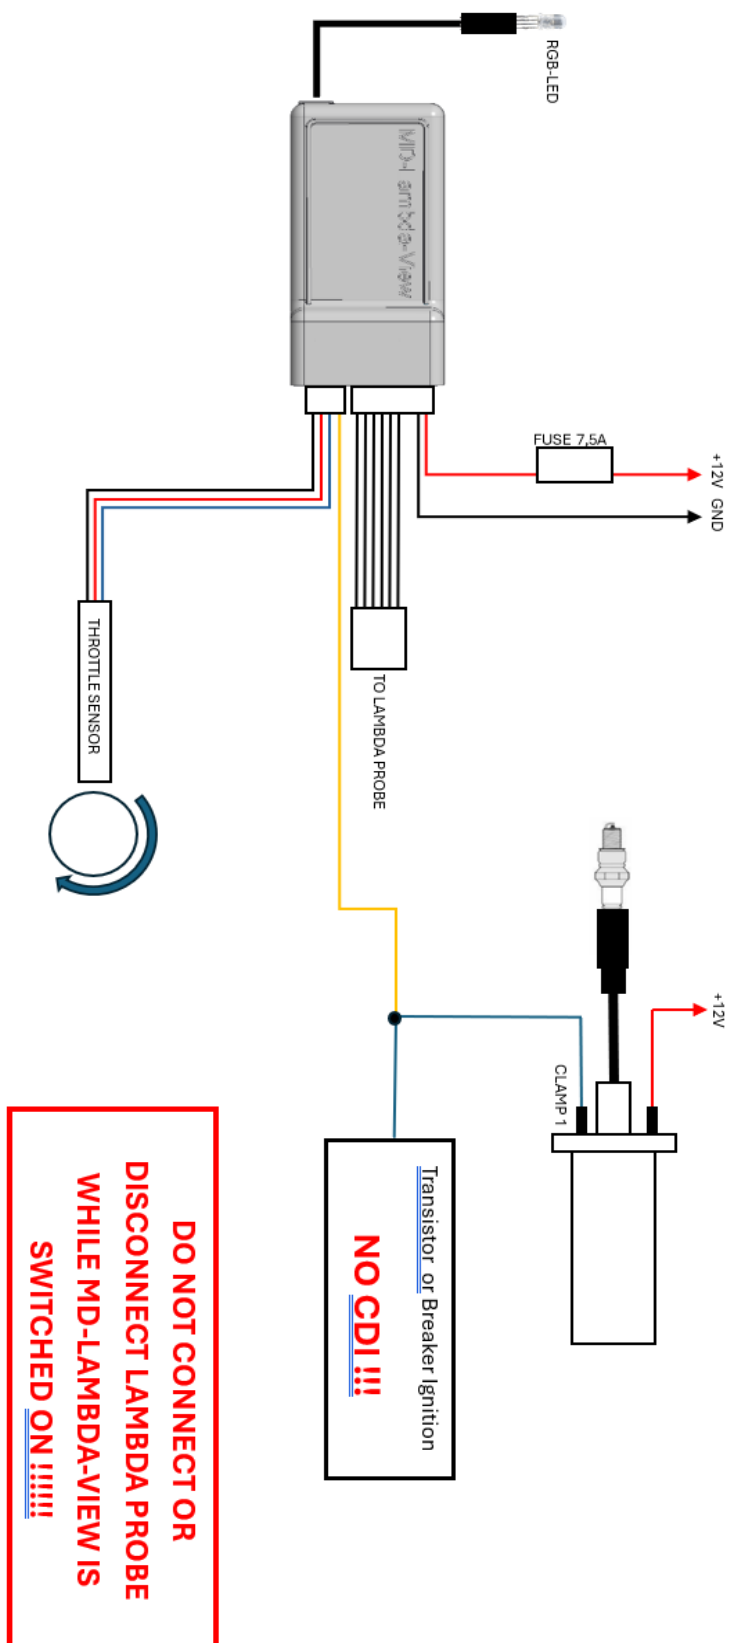 RGB-LED
MD-Lambda-View
FUSE 7,5A
+12V
GND
THROTTLE SENSOR
TO LAMBDA PROBE
+12V
CLAMP 1
Transistor or Breaker Ignition
NO CDI !!!
DO NOT CONNECT OR
DISCONNECT LAMBDA PROBE
WHILE MD-LAMBDA-VIEW IS
SWITCHED ON !!!!!!